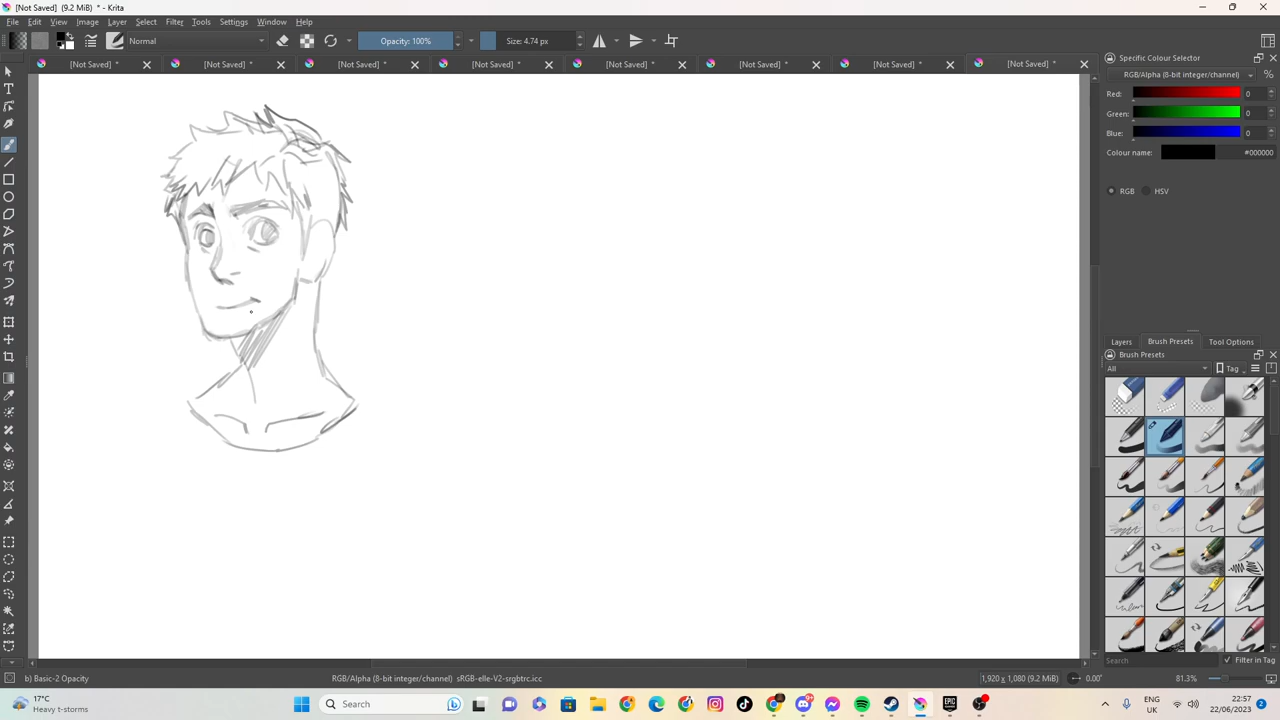 [Not Saved] (9.2 MiB) * - Krita
File Edit View Image Layer Select Filter Tools Settings Window Help
Normal Opacity: 100% Size: 4.74 px
[Not Saved] * [Not Saved] * [Not Saved] * [Not Saved] * [Not Saved] * [Not Saved] * [Not Saved] * [Not Saved] *
Specific Colour Selector
RGB/Alpha (8-bit integer/channel) %
Red: 0
Green: 0
Blue: 0
Colour name: #000000
RGB HSV
Layers Brush Presets Tool Options
Brush Presets
All Tag
Search Filter in Tag
b) Basic-2 Opacity RGB/Alpha (8-bit integer/channel) sRGB-elle-V2-srgbtrc.icc 1,920 x 1,080 (9.2 MiB) 0.00° 81.3%
17°C
Heavy t-storms
Search
ENG
UK
22:57
22/06/2023